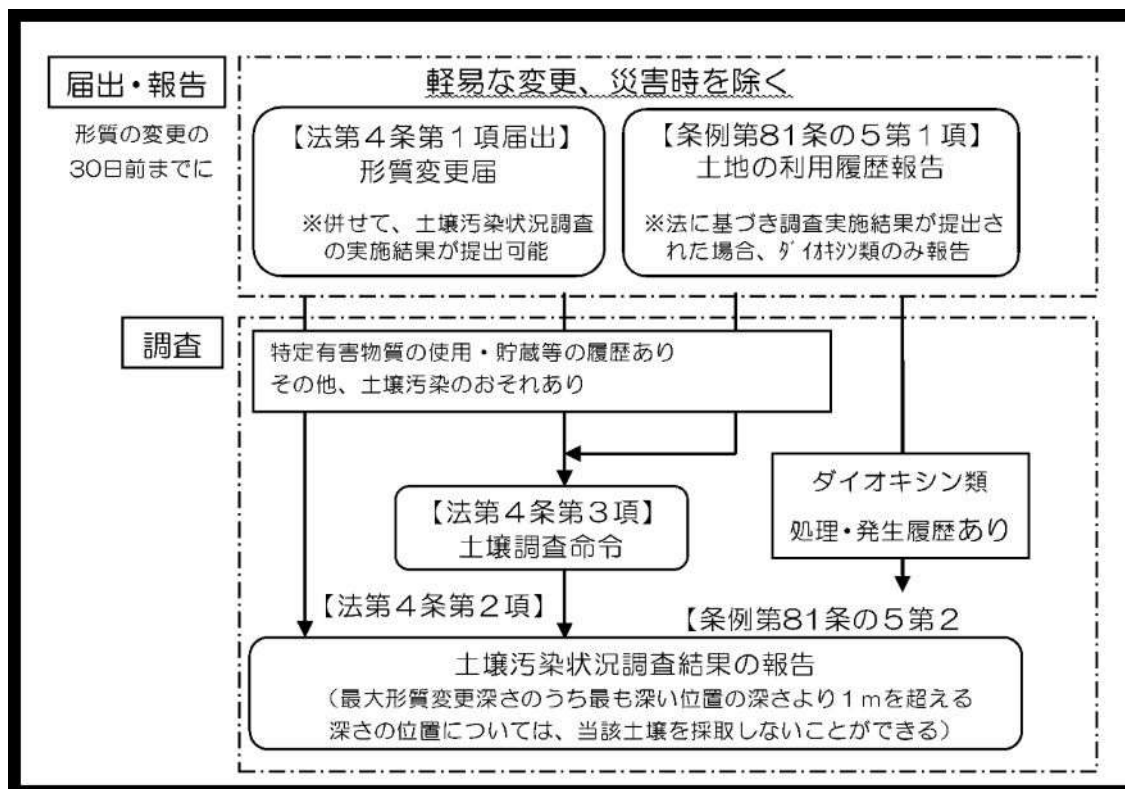 届出・報告
形質の変更の
30日前までに
軽易な変更、災害時を除く
【法第4条第1項届出】
形質変更届
※併せて、土壌汚染状況調査
の実施結果が提出可能
【条例第81条の5第1項】
土地の利用履歴報告
※法に基づき調査実施結果が提出さ
れた場合、ダイオキシン類のみ報告
調査
特定有害物質の使用・貯蔵等の履歴あり
その他、土壌汚染のおそれあり
ダイオキシン類
処理・発生履歴あり
【法第4条第3項】
土壌調査命令
【法第4条第2項】
【条例第81条の5第2
土壌汚染状況調査結果の報告
（最大形質変更深さのうち最も深い位置の深さより1mを超える
深さの位置については、当該土壌を採取しないことができる）